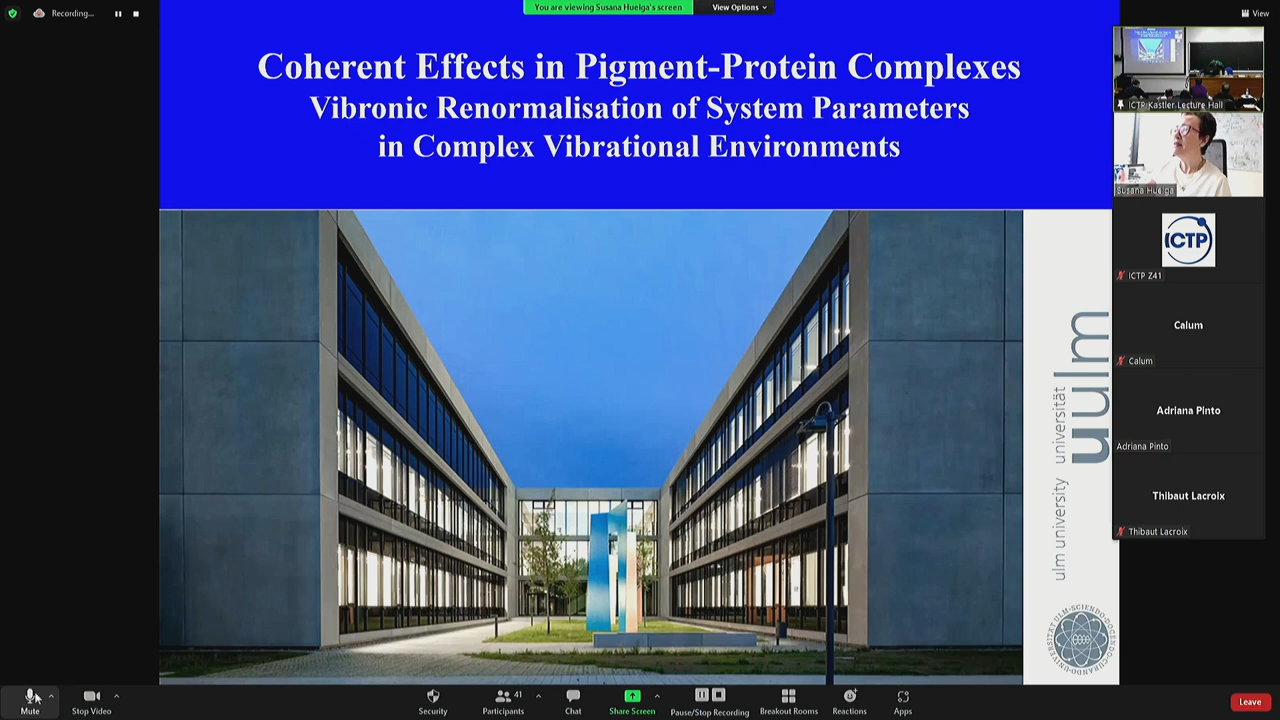 Recording...
You are viewing Susana Huelga's screen
View Options
View
Coherent Effects in Pigment-Protein Complexes
Vibronic Renormalisation of System Parameters
in Complex Vibrational Environments
ICTP Kastler Lecture Hall
Susana Huelga
ICTP
ICTP Z41
Calum
Calum
Adriana Pinto
Adriana Pinto
Thibaut Lacroix
Thibaut Lacroix
ulm university universität
uulm
Mute
Stop Video
Security
Participants
41
Chat
Share Screen
Pause/Stop Recording
Breakout Rooms
Reactions
Apps
Leave